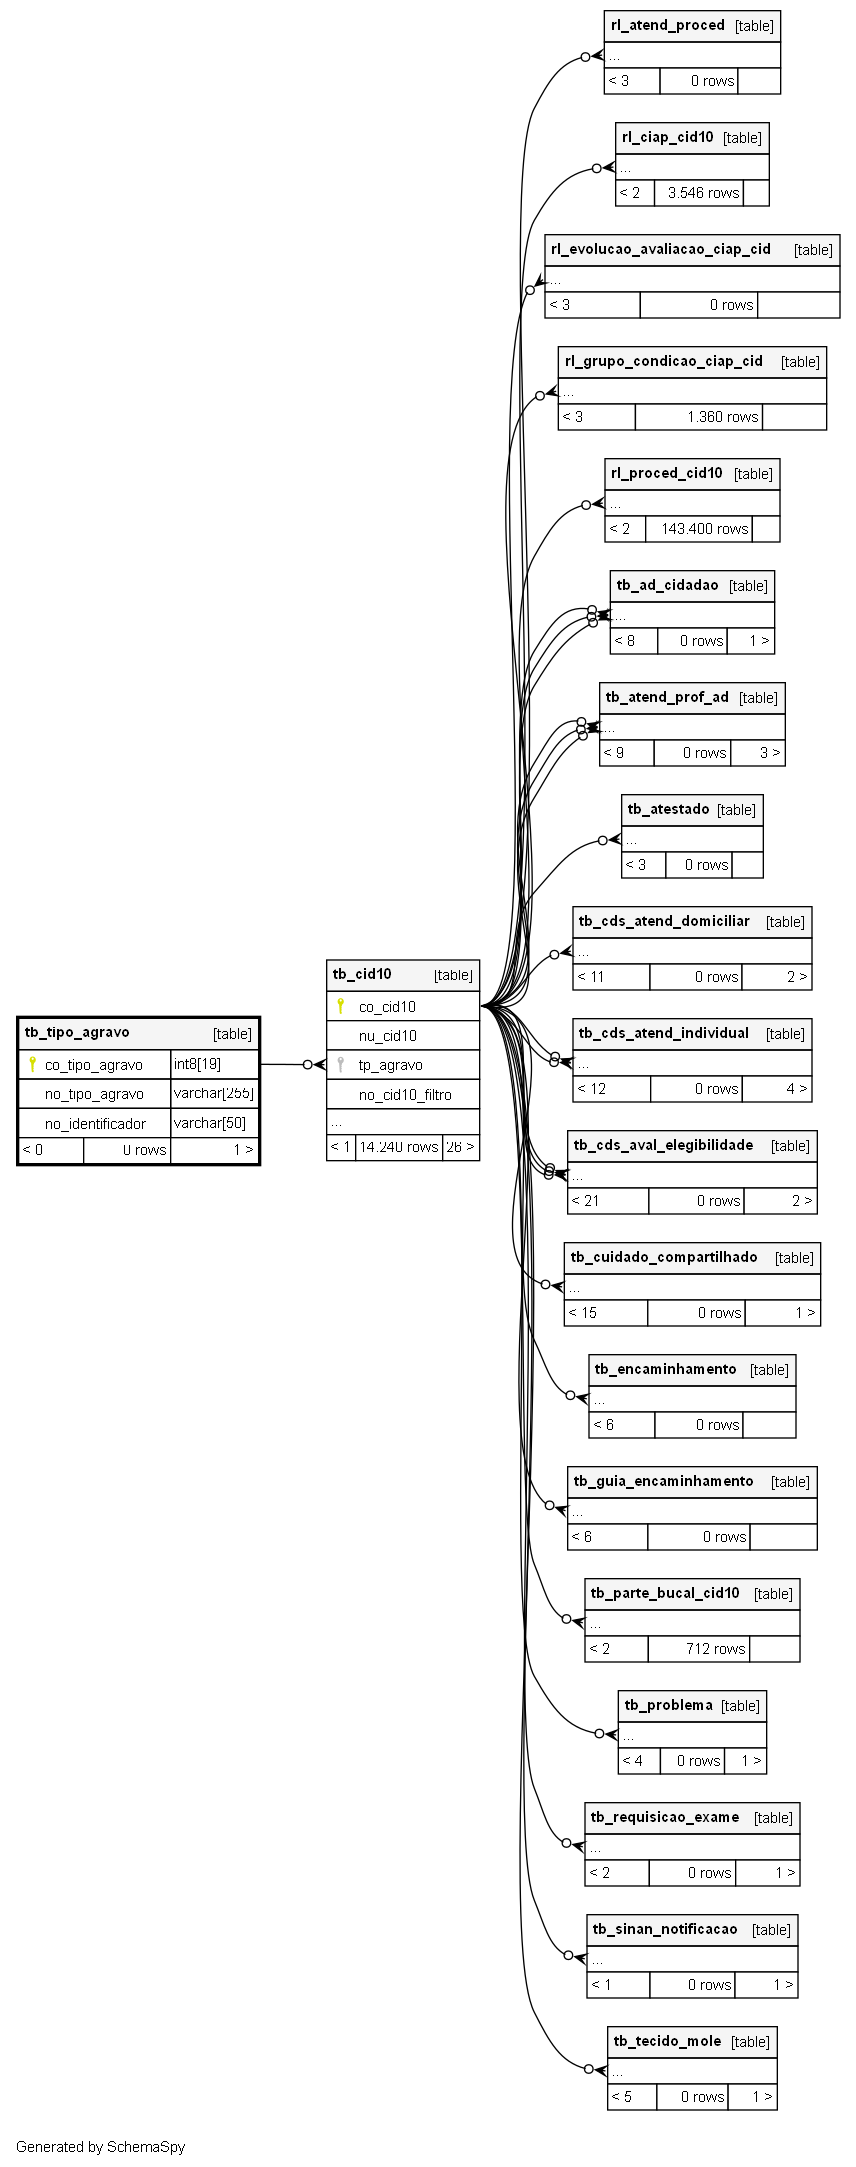 rl_atend_proced [table]
...
< 3 0 rows
rl_ciap_cid10 [table]
...
< 2 3.546 rows
rl_evolucao_avaliacao_ciap_cid [table]
...
< 3 0 rows
rl_grupo_condicao_ciap_cid [table]
...
< 3 1.360 rows
rl_proced_cid10 [table]
...
< 2 143.400 rows
tb_ad_cidadao [table]
...
< 8 0 rows 1 >
tb_atend_prof_ad [table]
...
< 9 0 rows 3 >
tb_atestado [table]
...
< 3 0 rows
tb_cds_atend_domiciliar [table]
...
< 11 0 rows 2 >
tb_cid10 [table]
co_cid10
nu_cid10
tp_agravo
no_cid10_filtro
...
< 1 14.240 rows 26 >
tb_tipo_agravo [table]
co_tipo_agravo int8[19]
no_tipo_agravo varchar[255]
no_identificador varchar[50]
< 0 0 rows 1 >
tb_cds_atend_individual [table]
...
< 12 0 rows 4 >
tb_cds_aval_elegibilidade [table]
...
< 21 0 rows 2 >
tb_cuidado_compartilhado [table]
...
< 15 0 rows 1 >
tb_encaminhamento [table]
...
< 6 0 rows
tb_guia_encaminhamento [table]
...
< 6 0 rows
tb_parte_bucal_cid10 [table]
...
< 2 712 rows
tb_problema [table]
...
< 4 0 rows 1 >
tb_requisicao_exame [table]
...
< 2 0 rows 1 >
tb_sinan_notificacao [table]
...
< 1 0 rows 1 >
tb_tecido_mole [table]
...
< 5 0 rows 1 >
Generated by SchemaSpy